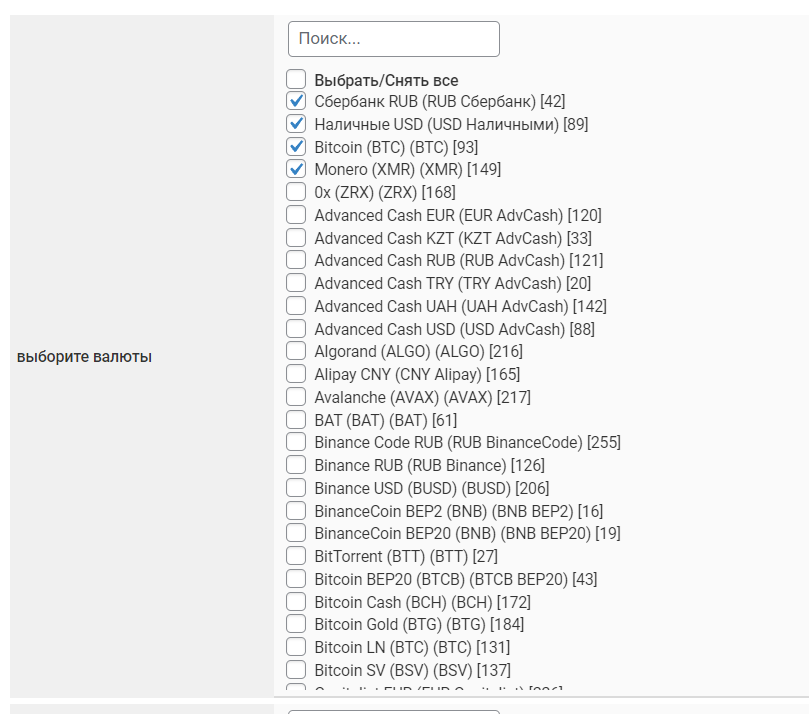 Поиск...
Выбрать/Снять все
Сбербанк RUB (RUB Сбербанк) [42]
Наличные USD (USD Наличными) [89]
Bitcoin (BTC) (BTC) [93]
Monero (XMR) (XMR) [149]
0x (ZRX) (ZRX) [168]
Advanced Cash EUR (EUR AdvCash) [120]
Advanced Cash KZT (KZT AdvCash) [33]
Advanced Cash RUB (RUB AdvCash) [121]
Advanced Cash TRY (TRY AdvCash) [20]
Advanced Cash UAH (UAH AdvCash) [142]
Advanced Cash USD (USD AdvCash) [88]
Algorand (ALGO) (ALGO) [216]
выборите валюты
Alipay CNY (CNY Alipay) [165]
Avalanche (AVAX) (AVAX) [217]
BAT (BAT) (BAT) [61]
Binance Code RUB (RUB BinanceCode) [255]
Binance RUB (RUB Binance) [126]
Binance USD (BUSD) (BUSD) [206]
BinanceCoin BEP2 (BNB) (BNB BEP2) [16]
BinanceCoin BEP20 (BNB) (BNB BEP20) [19]
BitTorrent (BTT) (BTT) [27]
Bitcoin BEP20 (BTCB) (BTCB BEP20) [43]
Bitcoin Cash (BCH) (BCH) [172]
Bitcoin Gold (BTG) (BTG) [184]
Bitcoin LN (BTC) (BTC) [131]
Bitcoin SV (BSV) (BSV) [137]